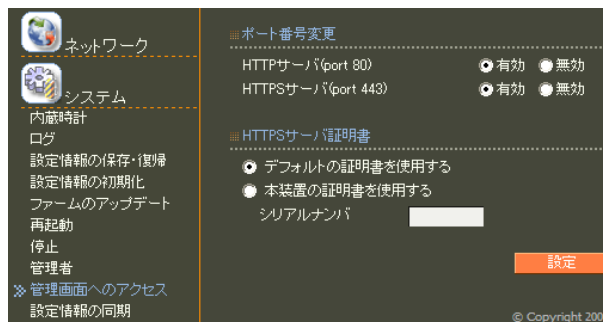 ネットワーク
システム
内蔵時計
ログ
設定情報の保存・復帰
設定情報の初期化
ファームのアップデート
再起動
停止
管理者
管理画面へのアクセス
設定情報の同期
ポート番号変更
HTTPサーバ(port 80) 有効 無効
HTTPSサーバ(port 443) 有効 無効
HTTPSサーバ証明書
デフォルトの証明書を使用する
本装置の証明書を使用する
シリアルナンバ
設定
© Copyright 200